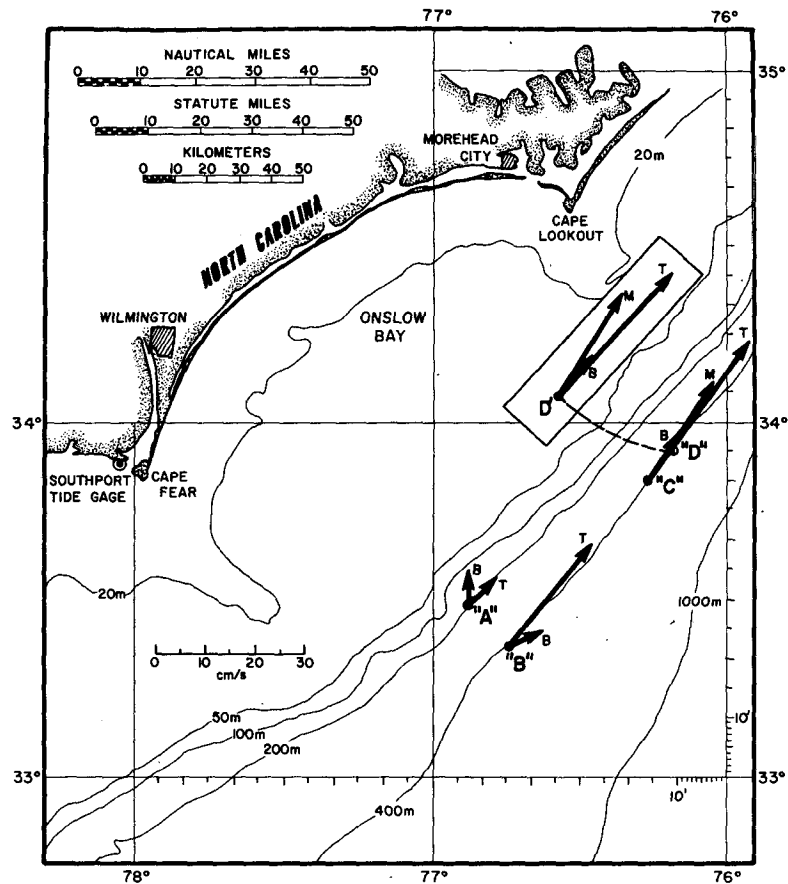 77°
76°
NAUTICAL MILES
0 10 20 30 40 50
STATUTE MILES
0 10 20 30 40 50
KILOMETERS
0 10 20 30 40 50
35°
MOREHEAD
CITY
20m
CAPE
LOOKOUT
NORTH CAROLINA
WILMINGTON
ONSLOW
BAY
T
M
B
D'
T
M
B
"D"
"C"
34°
34°
SOUTHPORT
TIDE GAGE
CAPE
FEAR
T
B
T
"A"
B
"B"
20m
1000m
0 10 20 30
cm/s
50m
100m
200m
10'
33°
33°
10'
400m
78°
77°
76°